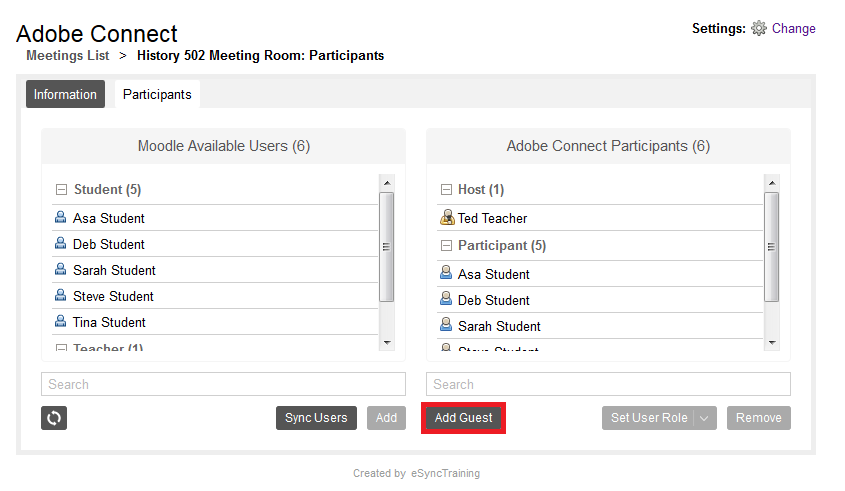 Adobe Connect
Settings: Change
Meetings List > History 502 Meeting Room: Participants
Information
Participants
Moodle Available Users (6)
Student (5)
Asa Student
Deb Student
Sarah Student
Steve Student
Tina Student
Teacher (1)
Search
Sync Users
Add
Adobe Connect Participants (6)
Host (1)
Ted Teacher
Participant (5)
Asa Student
Deb Student
Sarah Student
Steve Student
Search
Add Guest
Set User Role
Remove
Created by eSyncTraining